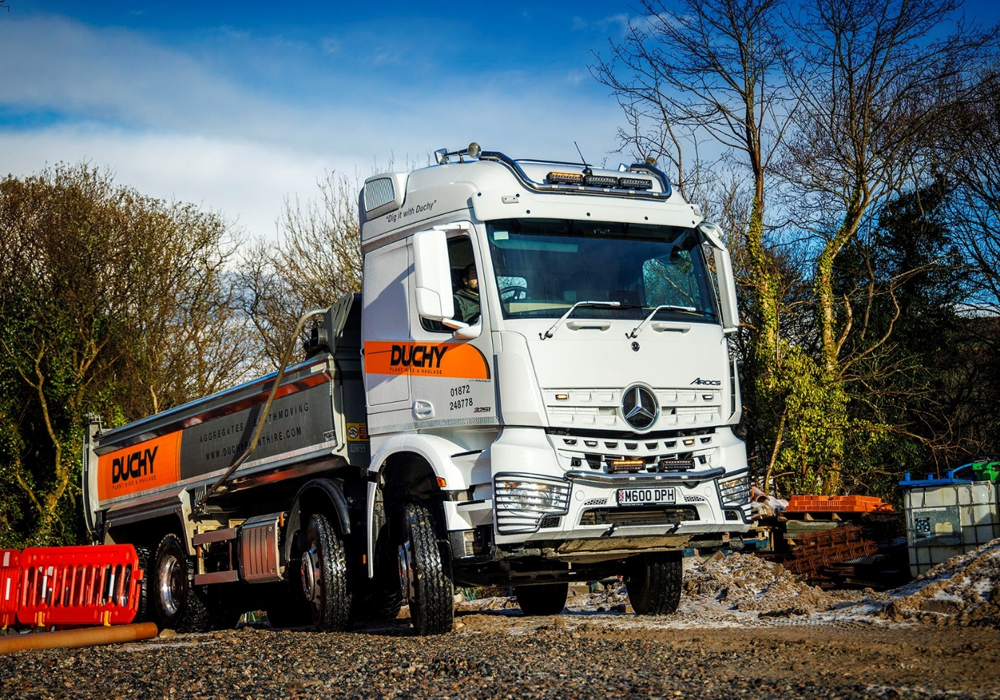 "Dig it with Duchy"
DUCHY
PLANT HIRE & HAULAGE
01872
248778
3251
AROCS
M600 DPH
AGGREGATES EARTHMOVING
WWW.DUCHYPLANTHIRE.COM
DUCHY
PLANT HIRE & HAULAGE